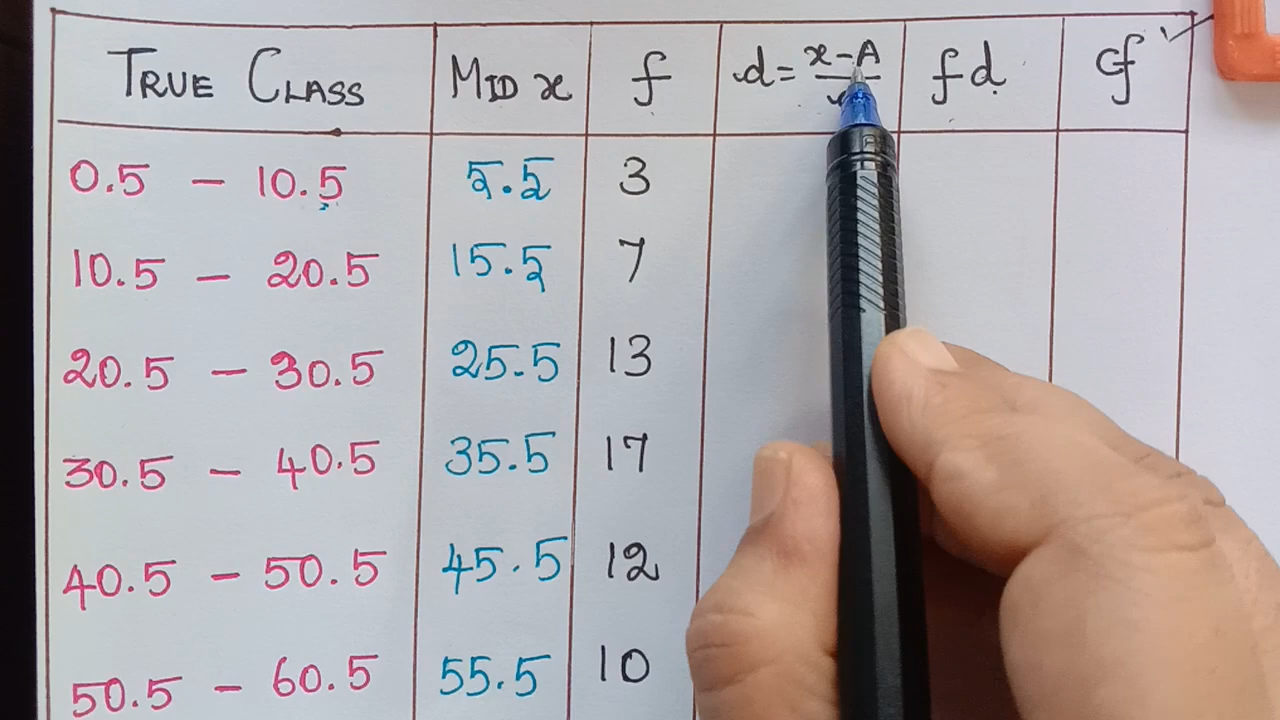 TRUE CLASS MID x f d = x-A fd cf
0.5 - 10.5 5.5 3
10.5 - 20.5 15.5 7
20.5 - 30.5 25.5 13
30.5 - 40.5 35.5 17
40.5 - 50.5 45.5 12
50.5 - 60.5 55.5 10